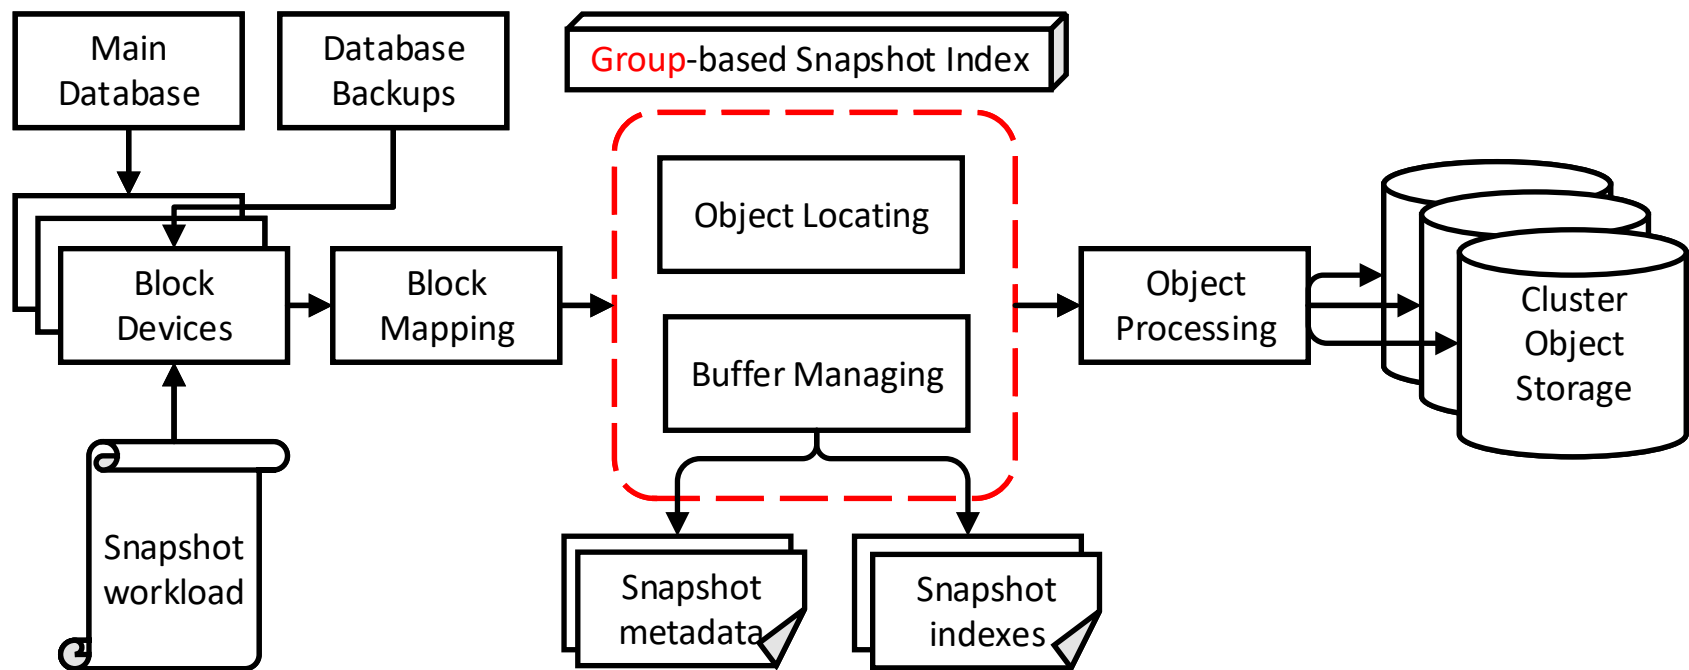 Main
Database
Database
Backups
Group-based Snapshot Index
Object Locating
Block
Devices
Block
Mapping
Buffer Managing
Object
Processing
Cluster
Object
Storage
Snapshot
workload
Snapshot
metadata
Snapshot
indexes